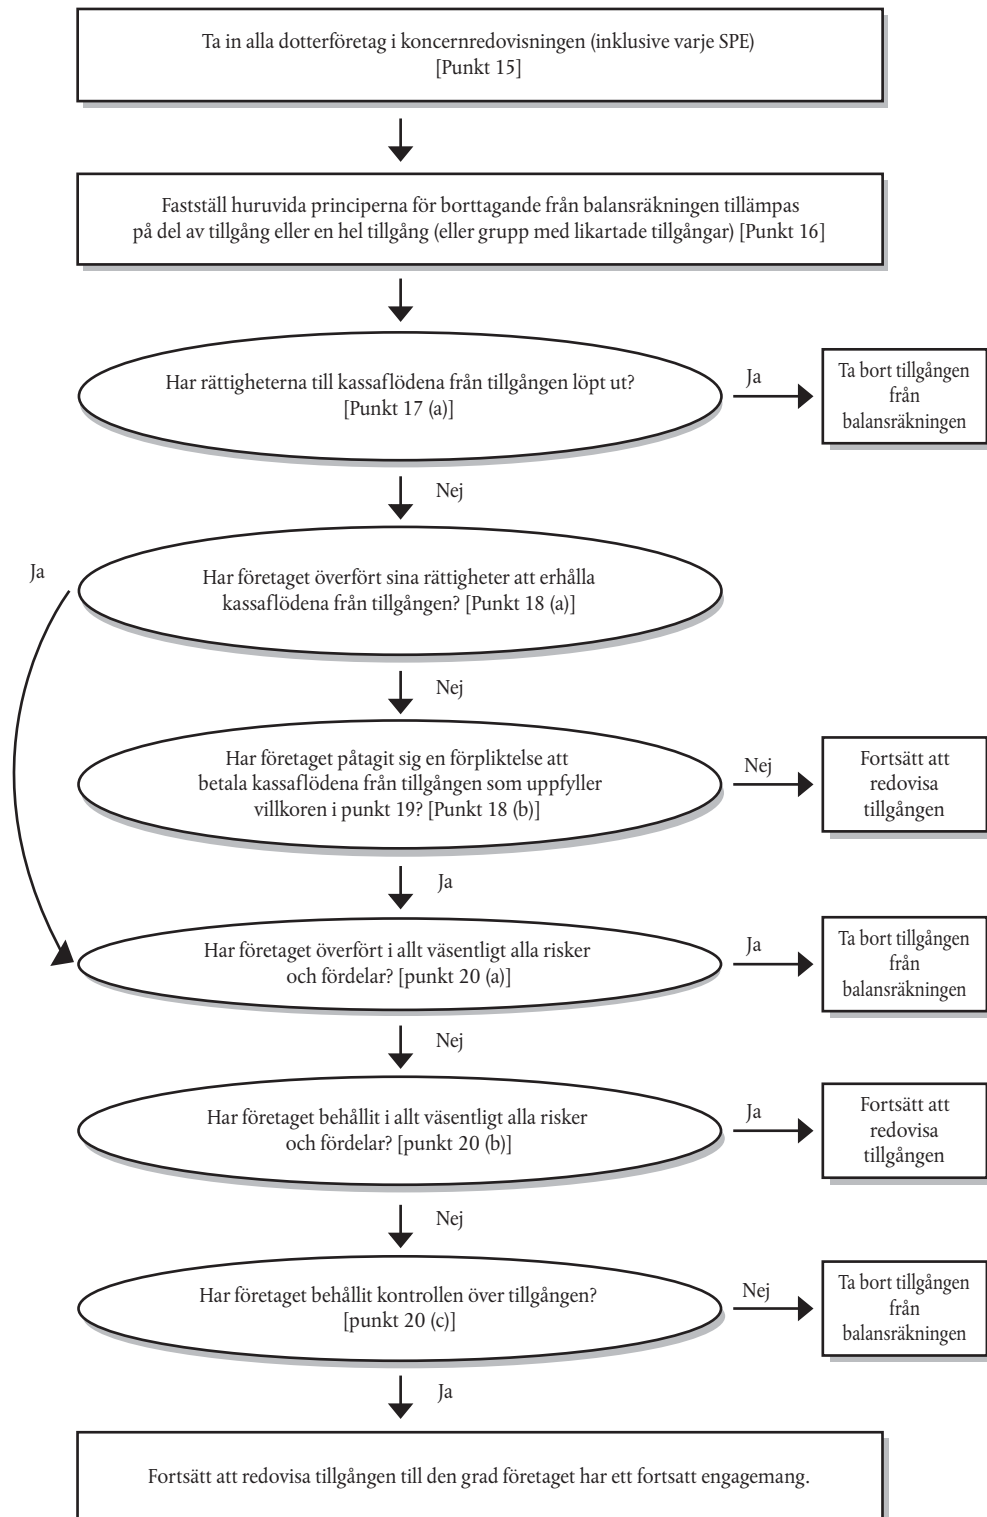 Ta in alla dotterföretag i koncernredovisningen (inklusive varje SPE)
[Punkt 15]
Fastställ huruvida principerna för borttagande från balansräkningen tillämpas
på del av tillgång eller en hel tillgång (eller grupp med likartade tillgångar) [Punkt 16]
Har rättigheterna till kassaflödena från tillgången löpt ut?
[Punkt 17 (a)]
Ja
Ta bort tillgången
från
balansräkningen
Nej
Ja
Har företaget överfört sina rättigheter att erhålla
kassaflödena från tillgången? [Punkt 18 (a)]
Nej
Har företaget påtagit sig en förpliktelse att
betala kassaflödena från tillgången som uppfyller
villkoren i punkt 19? [Punkt 18 (b)]
Nej
Fortsätt att
redovisa
tillgången
Ja
Har företaget överfört i allt väsentligt alla risker
och fördelar? [punkt 20 (a)]
Ja
Ta bort tillgången
från
balansräkningen
Nej
Har företaget behållit i allt väsentligt alla risker
och fördelar? [punkt 20 (b)]
Ja
Fortsätt att
redovisa
tillgången
Nej
Har företaget behållit kontrollen över tillgången?
[punkt 20 (c)]
Nej
Ta bort tillgången
från
balansräkningen
Ja
Fortsätt att redovisa tillgången till den grad företaget har ett fortsatt engagemang.